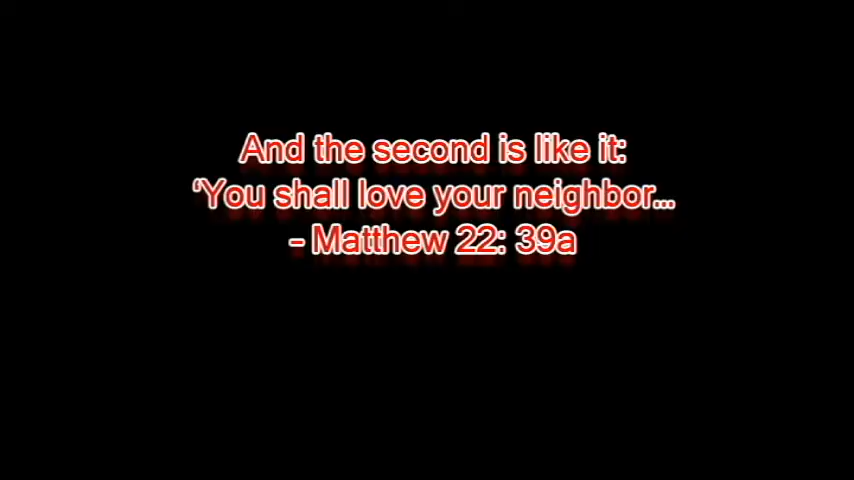 And the second is like it:
‘You shall love your neighbor...
- Matthew 22: 39a